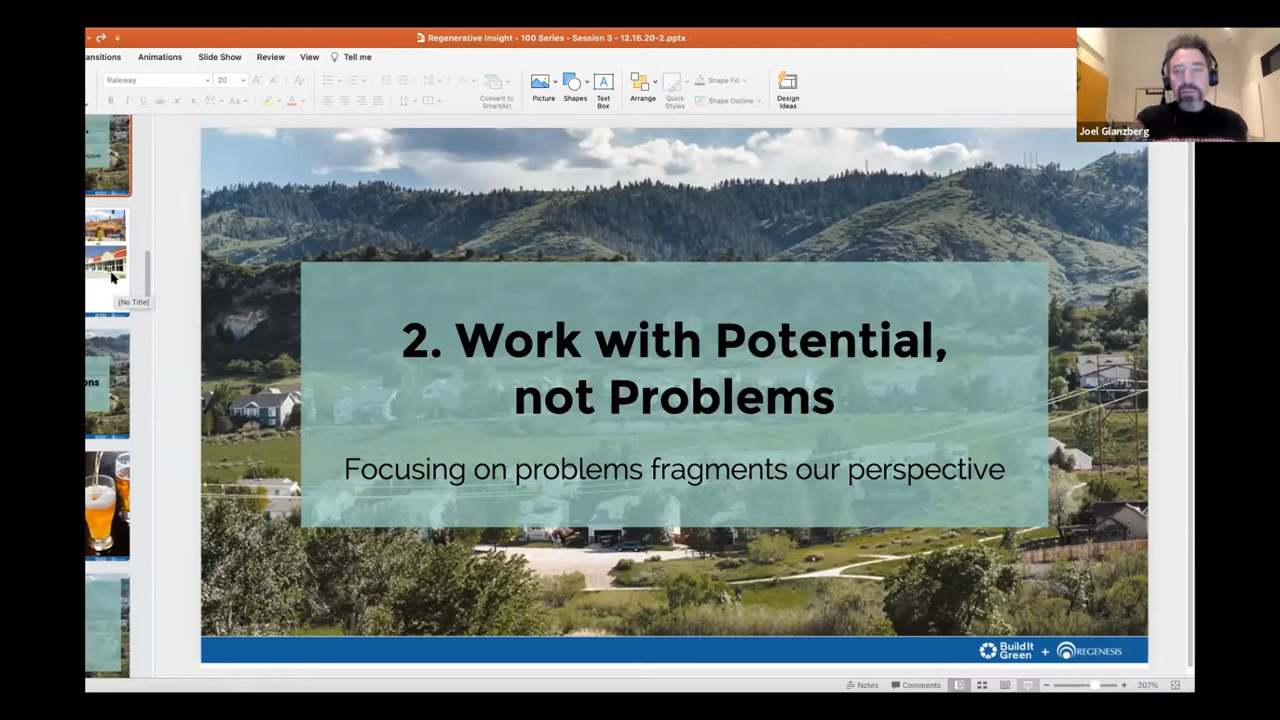 Regenerative Insight - 100 Series - Session 3 - 12.16.20-2.pptx
ansitions Animations Slide Show Review View Tell me
Raleway 20
Convert to SmartArt
Picture
Shapes
Text Box
Arrange
Quick Styles
Shape Fill
Shape Outline
Design Ideas
Joel Glanzberg
[No Title]
ons
2. Work with Potential,
not Problems
Focusing on problems fragments our perspective
Build It Green + REGENESIS
Notes Comments 207%